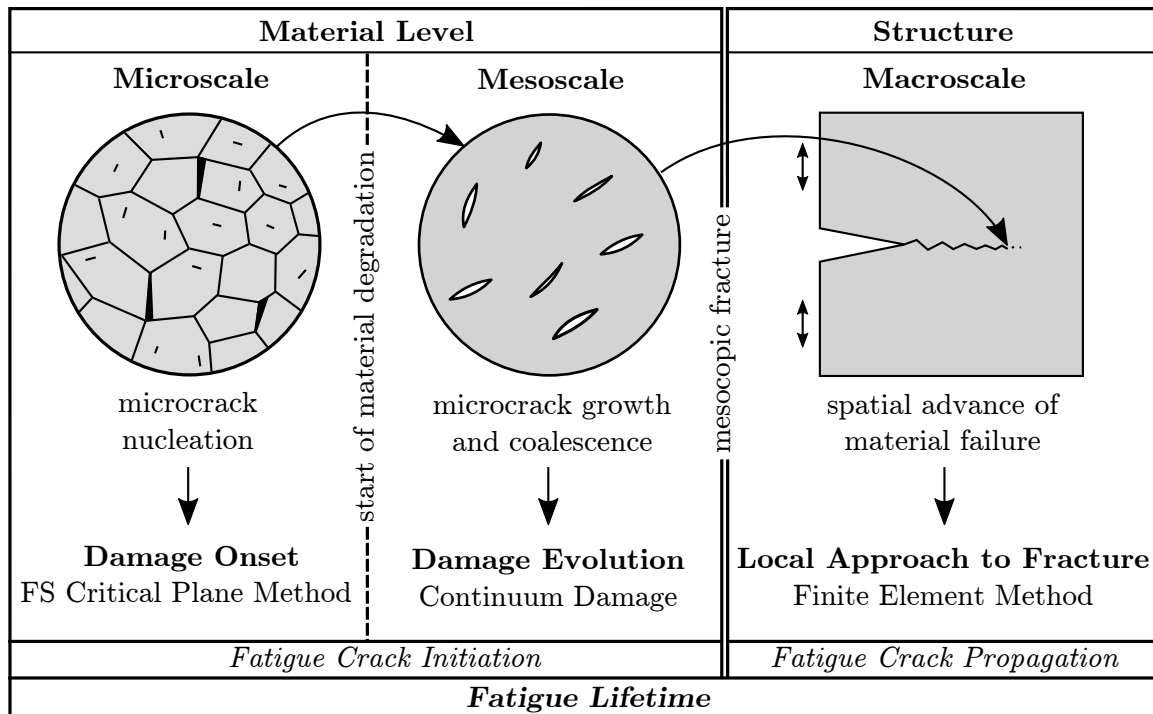 Material Level
Structure
Microscale
Mesoscale
Macroscale
start of material degradation
mesocopic fracture
microcrack
nucleation
microcrack growth
and coalescence
spatial advance of
material failure
Damage Onset
FS Critical Plane Method
Damage Evolution
Continuum Damage
Local Approach to Fracture
Finite Element Method
Fatigue Crack Initiation
Fatigue Crack Propagation
Fatigue Lifetime